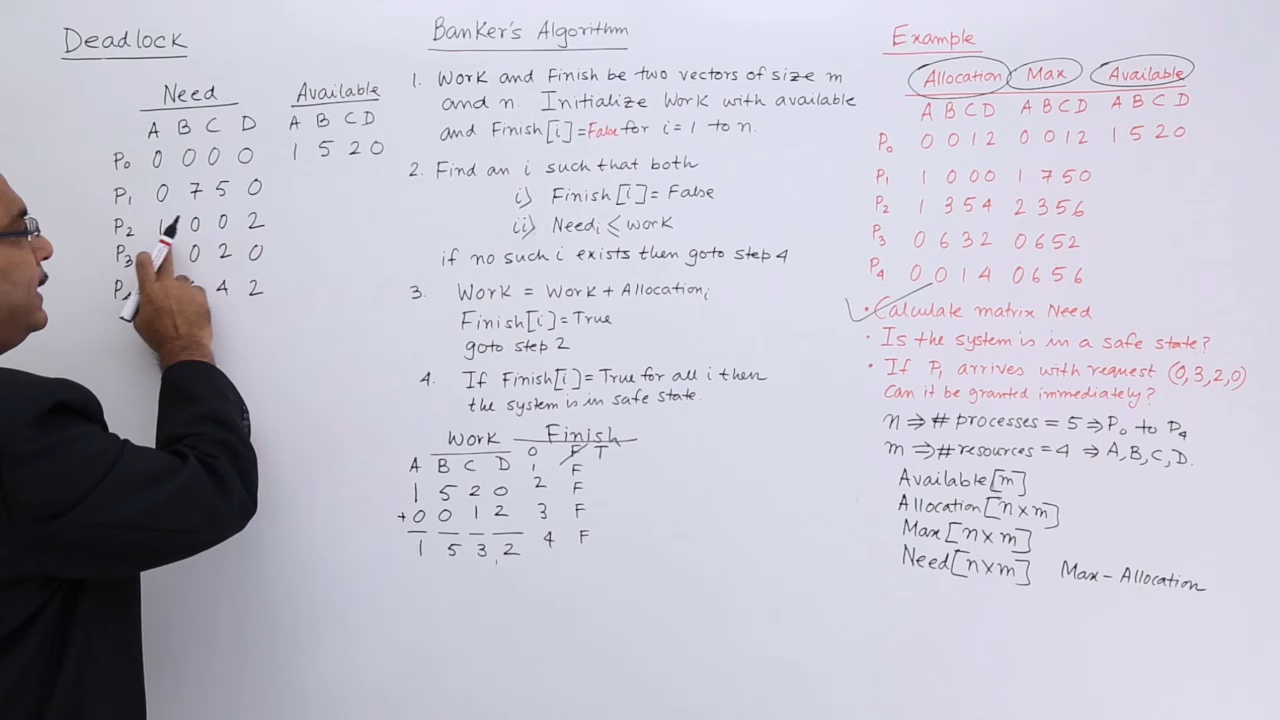 Deadlock
Need Available
A B C D A B C D
P0 0 0 0 0 1 5 2 0
P1 0 7 5 0
P2 1 0 0 2
P3 0 2 0
P 4 2
Banker's Algorithm
1. Work and Finish be two vectors of size m
and n. Initialize Work with available
and Finish[i]=False for i = 1 to n.
2. Find an i such that both
i) Finish[i] = False
ii) Needi ≤ work
if no such i exists then goto step 4
3. Work = Work + Allocationi
Finish[i] = True
goto step 2
4. If Finish[i] = True for all i then
the system is in safe state.
Work Finish
A B C D
1 5 2 0
+ 0 0 1 2
1 5 3 2
0 F T
1 F
2 F
3 F
4 F
Example
Allocation Max Available
A B C D A B C D A B C D
P0 0 0 1 2 0 0 1 2 1 5 2 0
P1 1 0 0 0 1 7 5 0
P2 1 3 5 4 2 3 5 6
P3 0 6 3 2 0 6 5 2
P4 0 0 1 4 0 6 5 6
• Calculate matrix Need
• Is the system is in a safe state?
• If P1 arrives with request (0,3,2,0)
Can it be granted immediately?
n ⇒ # processes = 5 ⇒ P0 to P4
m ⇒ # resources = 4 ⇒ A, B, C, D.
Available[m]
Allocation[n×m]
Max[n×m]
Need[n×m] Max - Allocation